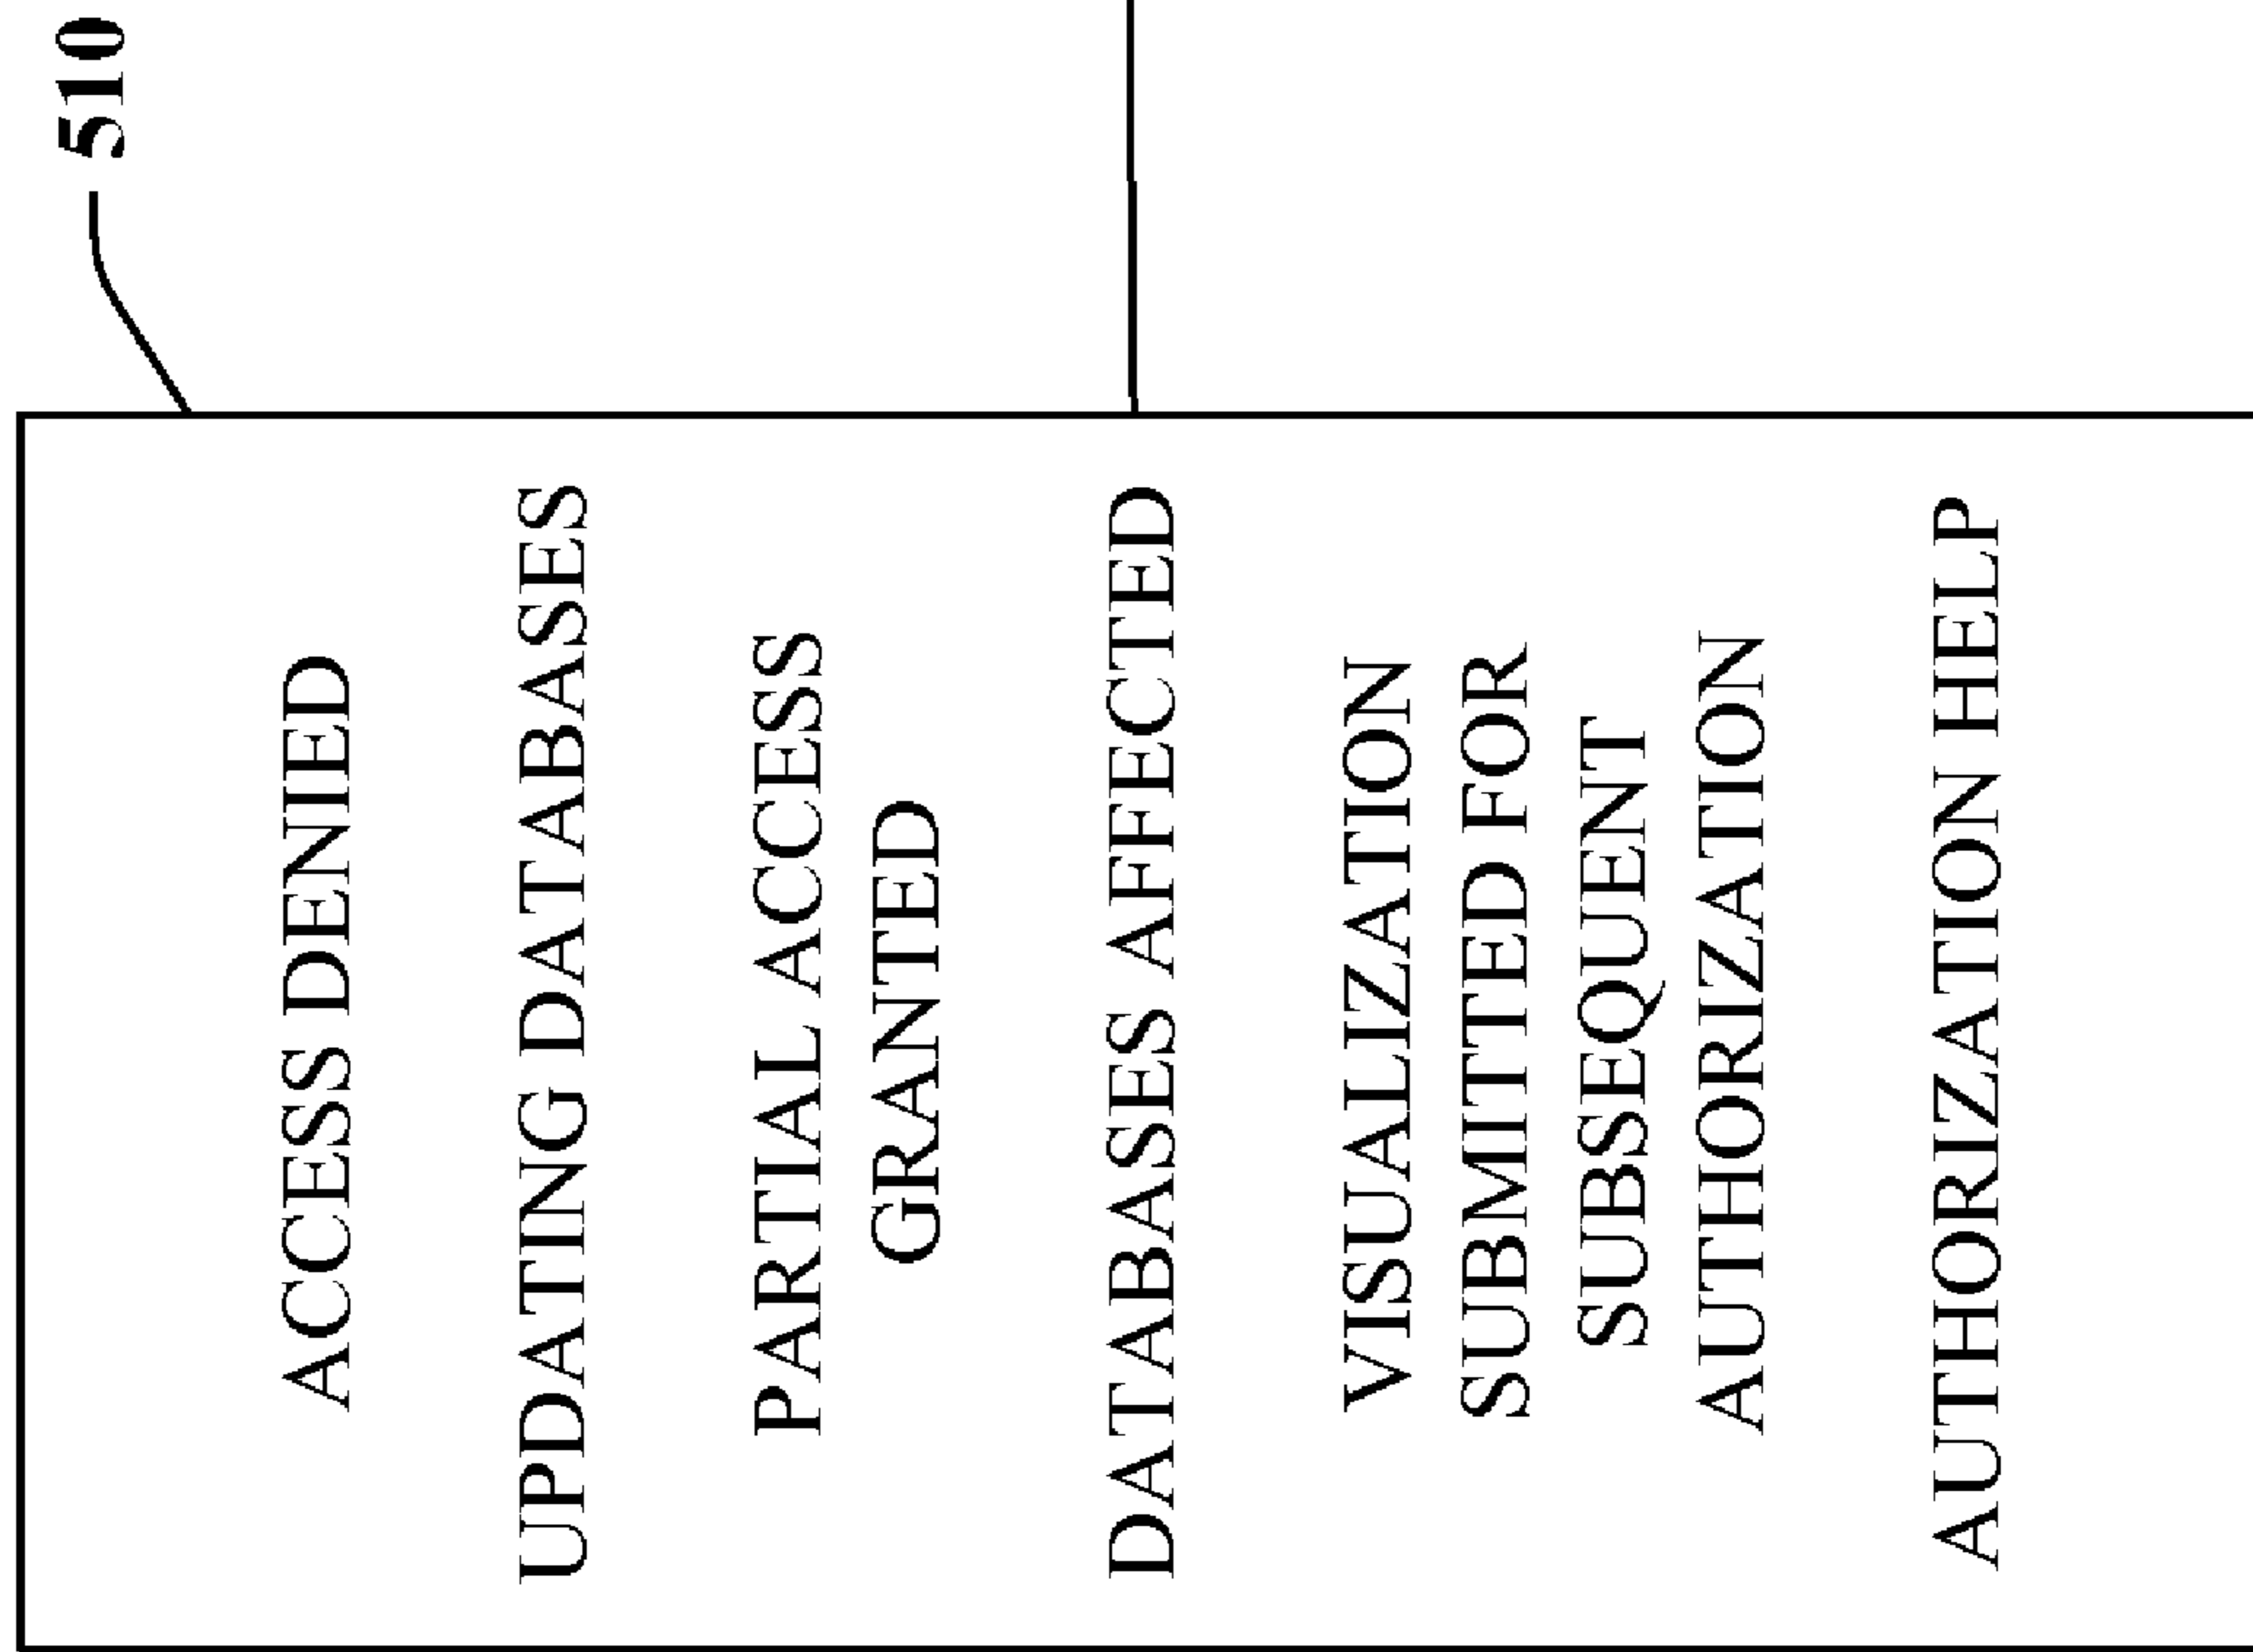 510
ACCESS DENIED
UPDATING DATABASES
PARTIAL ACCESS
GRANTED
DATABASES AFFECTED
VISUALIZATION
SUBMITTED FOR
SUBSEQUENT
AUTHORIZATION
AUTHORIZATION HELP